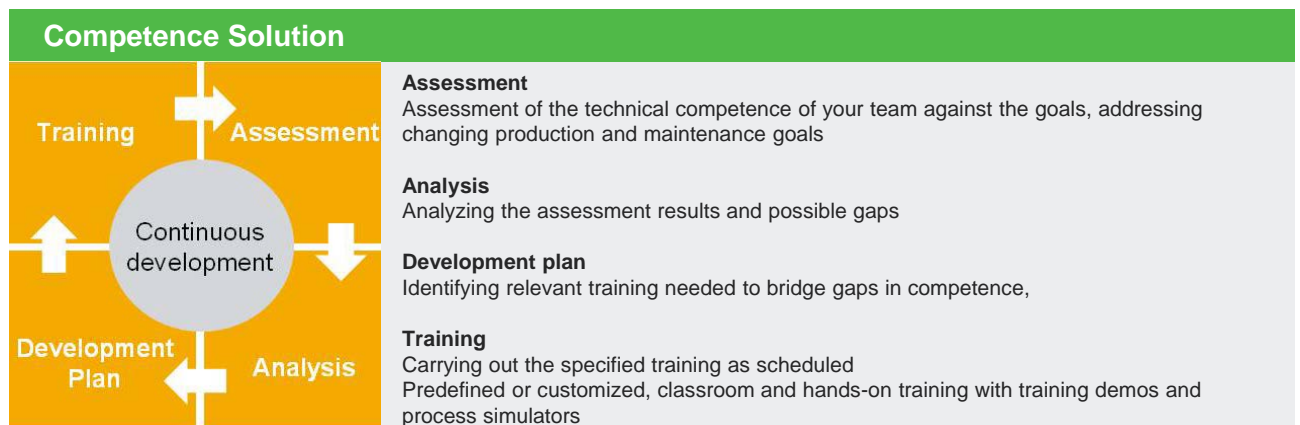 Competence Solution
Training
Assessment
Continuous
development
Development
Plan
Analysis
Assessment
Assessment of the technical competence of your team against the goals, addressing
changing production and maintenance goals
Analysis
Analyzing the assessment results and possible gaps
Development plan
Identifying relevant training needed to bridge gaps in competence,
Training
Carrying out the specified training as scheduled
Predefined or customized, classroom and hands-on training with training demos and
process simulators